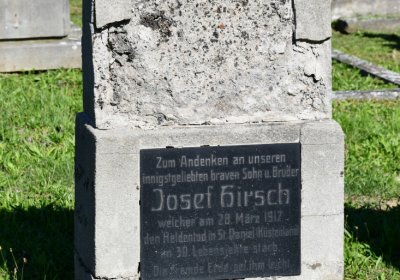 Zum Andenken an unseren
innigstgeliebten braven Sohn u. Bruder
Josef Hirsch
welcher am 28. März 1917
den Heldentod in St. Daniel (Küstenland)
im 30. Lebensjahre starb.
Die fremde Erde sei ihm leicht